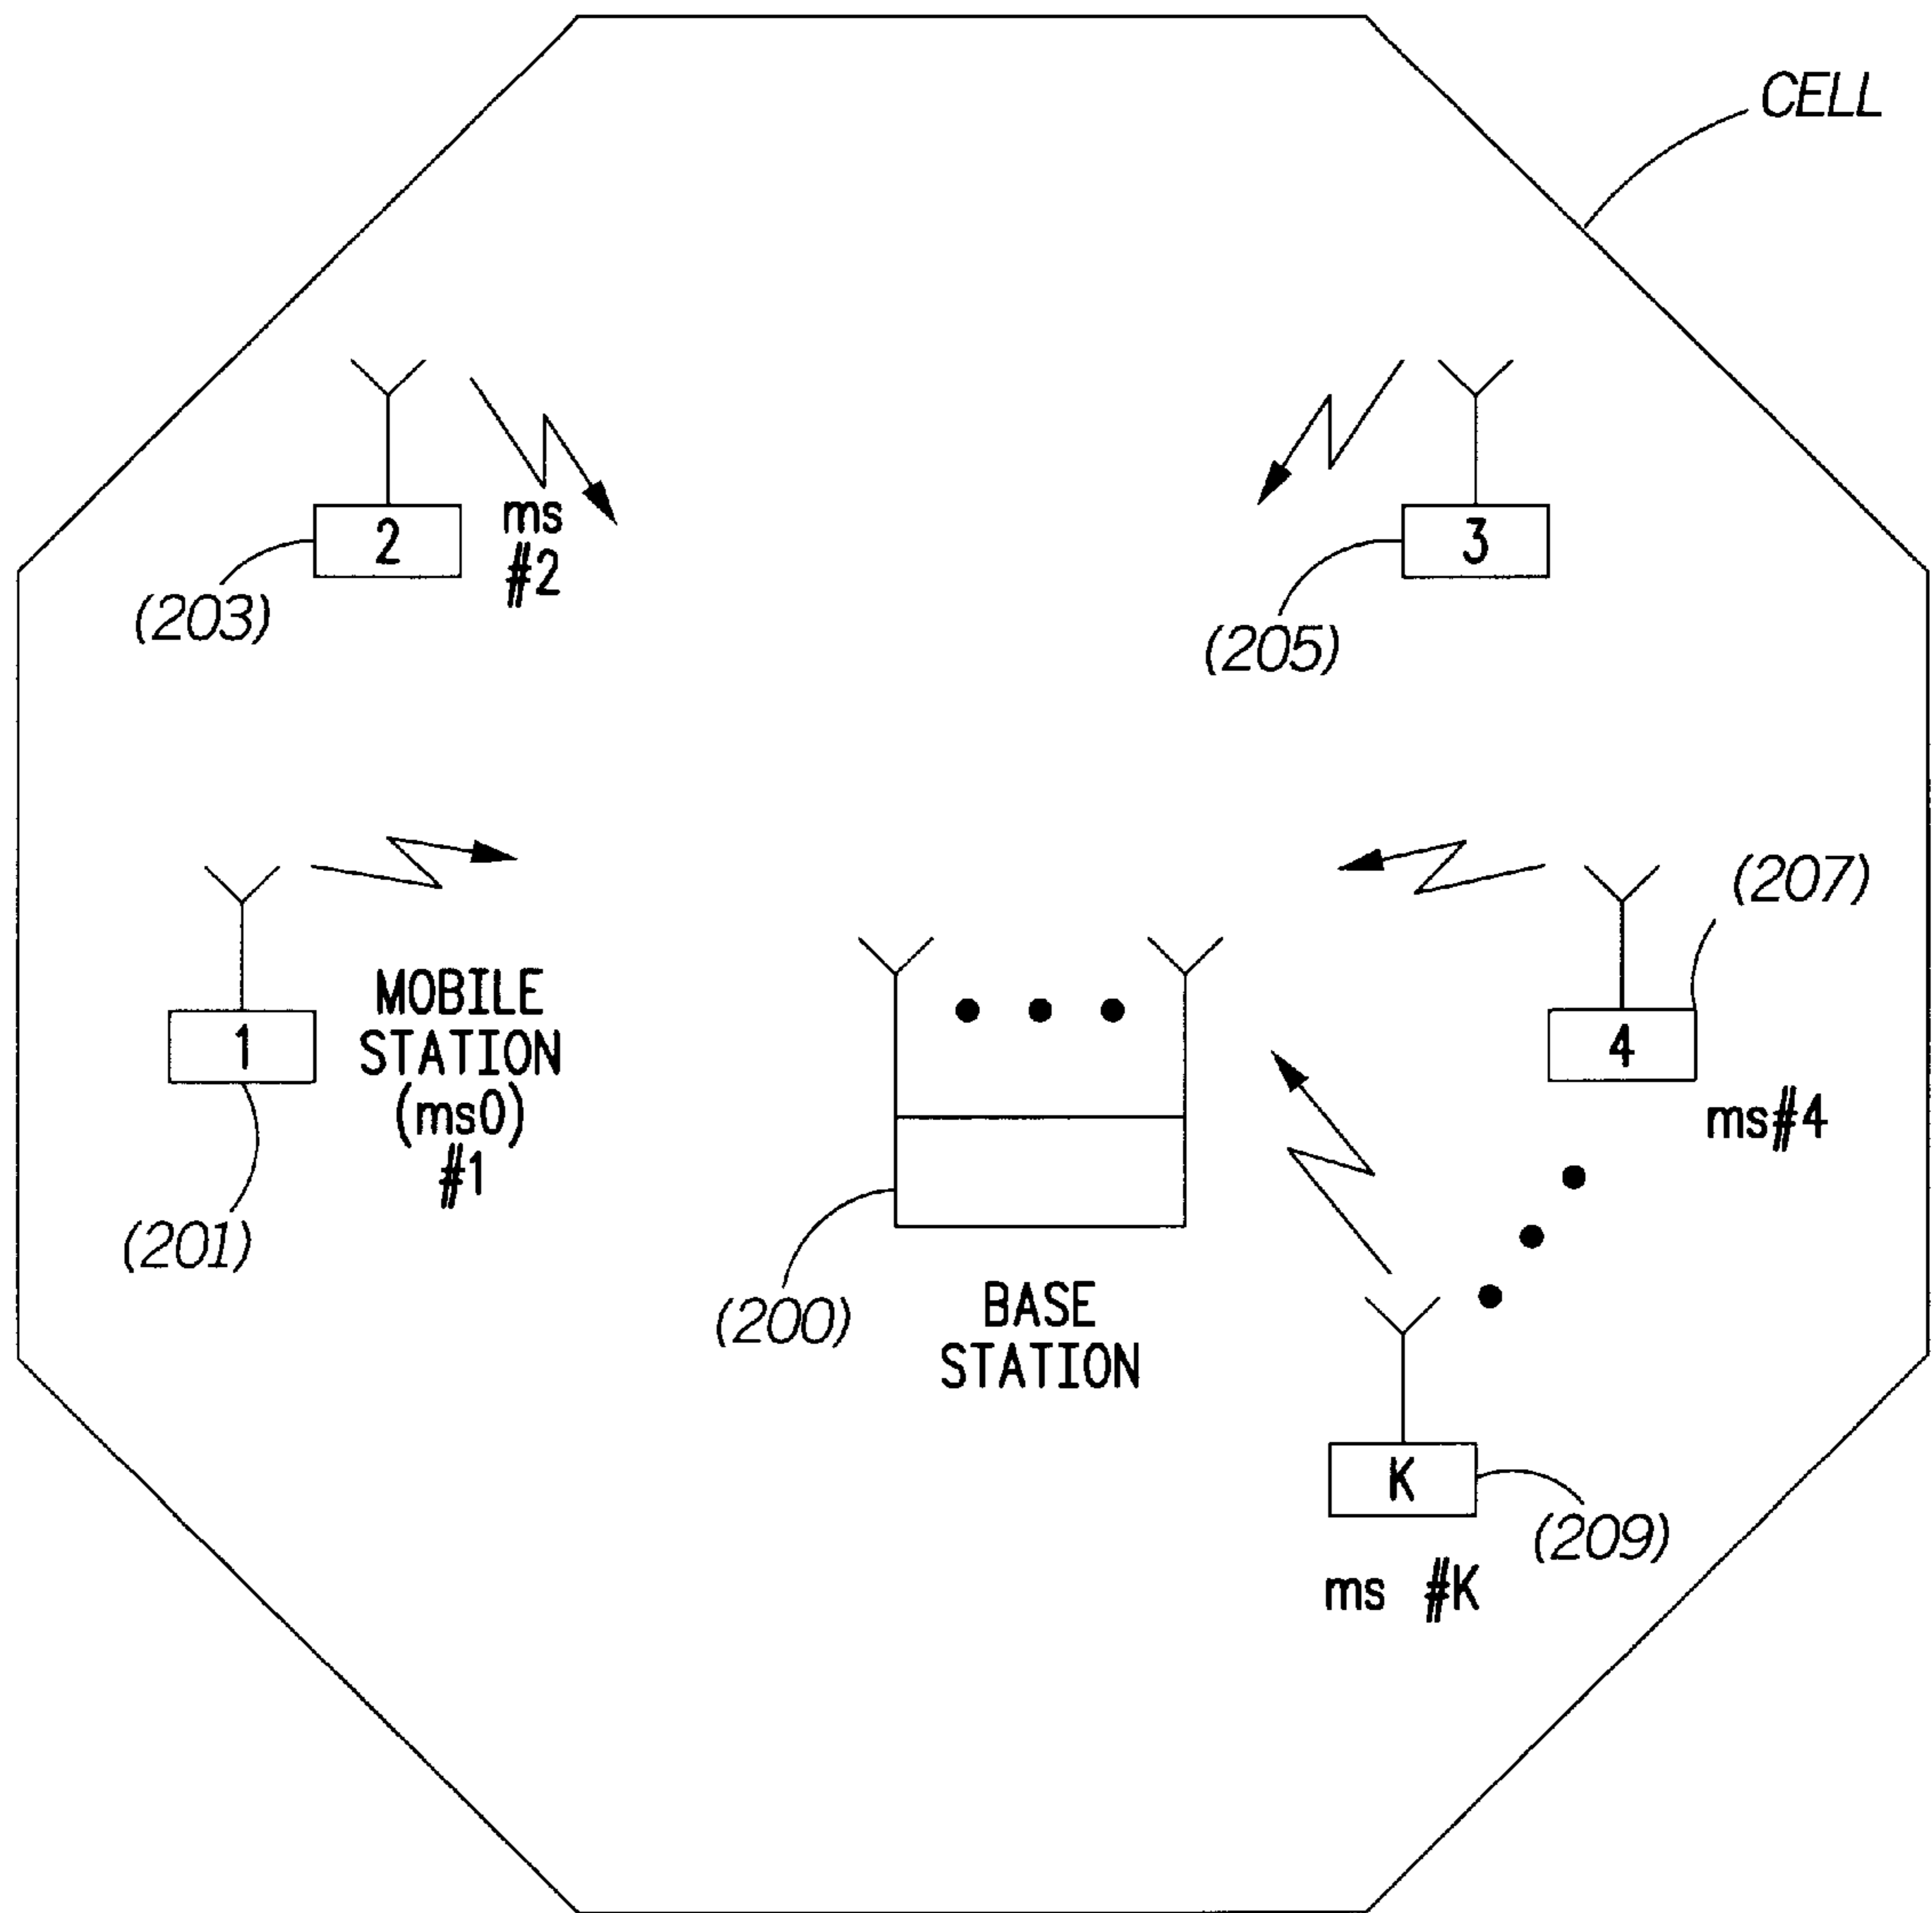 CELL
2
ms
#2
(203)
3
(205)
1
MOBILE
STATION
(ms0)
#1
(201)
(207)
4
ms#4
(200)
BASE
STATION
K
(209)
ms #K